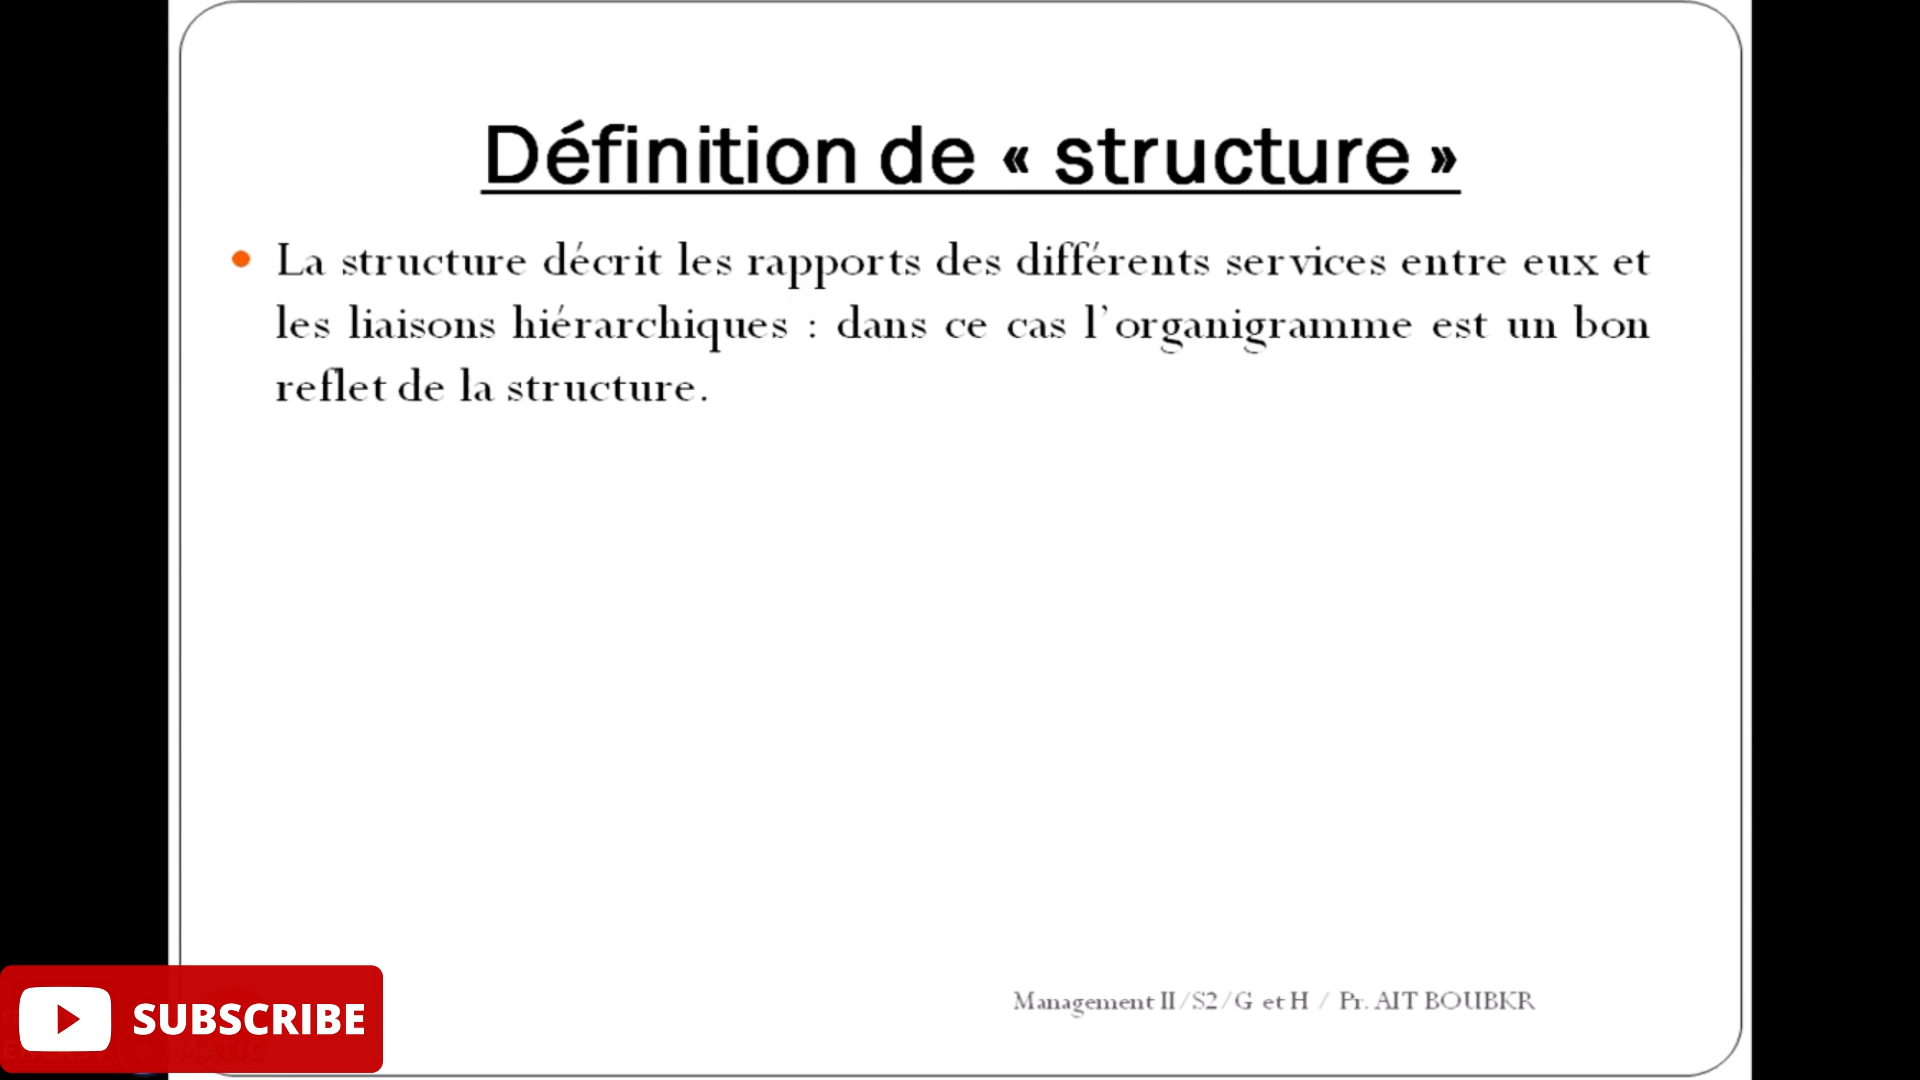 Définition de « structure »
• La structure décrit les rapports des différents services entre eux et
les liaisons hiérarchiques : dans ce cas l'organigramme est un bon
reflet de la structure.
Management II/S2/G et H / Pr. AIT BOUBKR
SUBSCRIBE